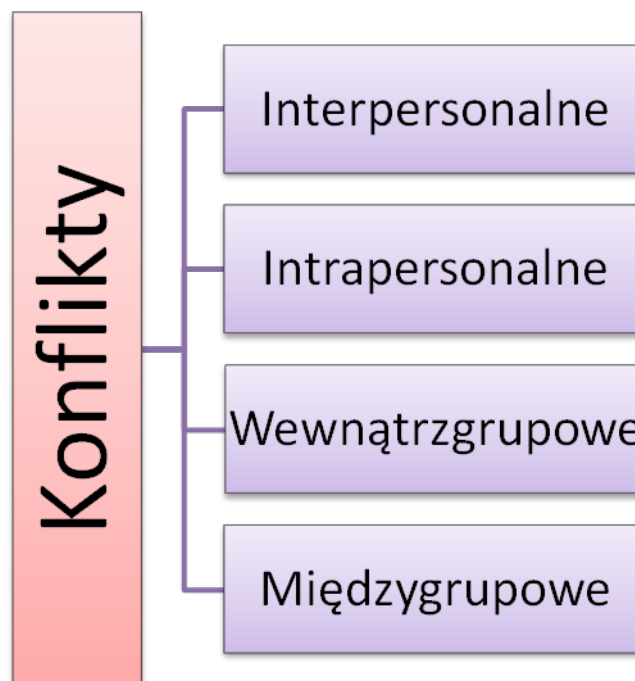 Konflikty
Interpersonalne
Intrapersonalne
Wewnątrzgrupowe
Międzygrupowe